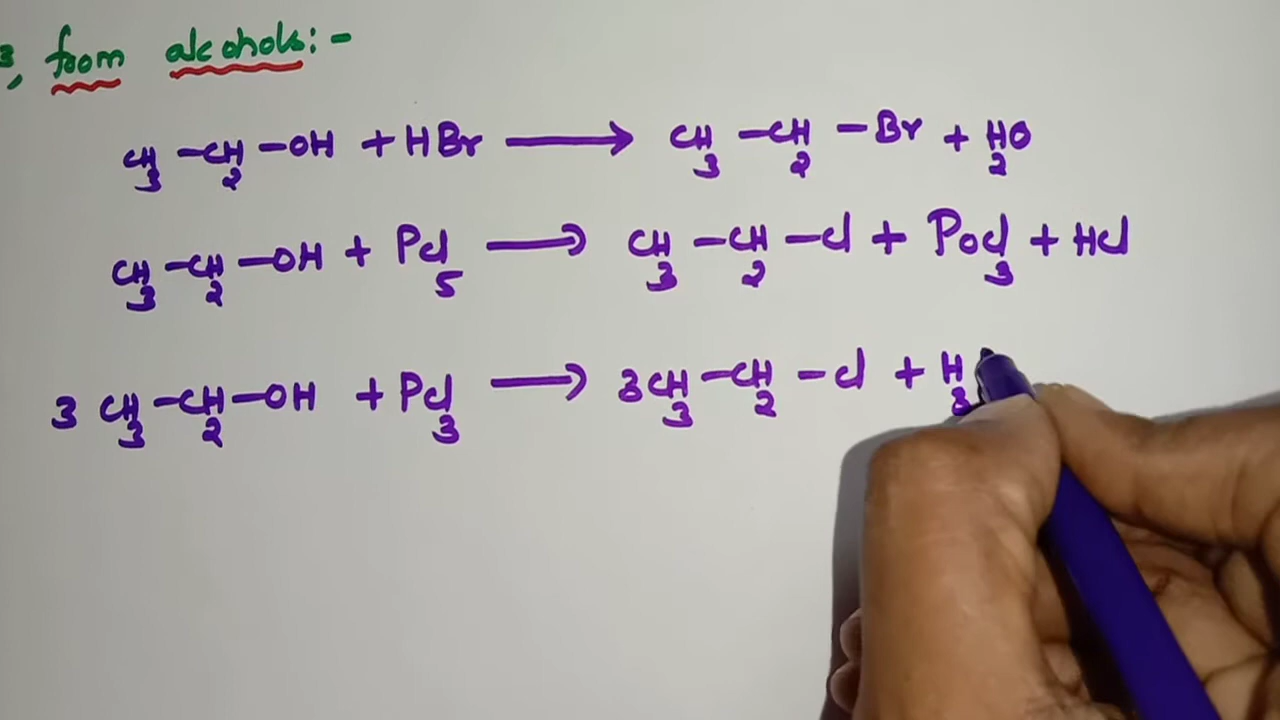 3, from alcohols:-
CH₃-CH₂-OH + HBr ⟶ CH₃-CH₂-Br + H₂O
CH₃-CH₂-OH + PCl₅ ⟶ CH₃-CH₂-Cl + POCl₃ + HCl
3 CH₃-CH₂-OH + PCl₃ ⟶ 3CH₃-CH₂-Cl + H₃